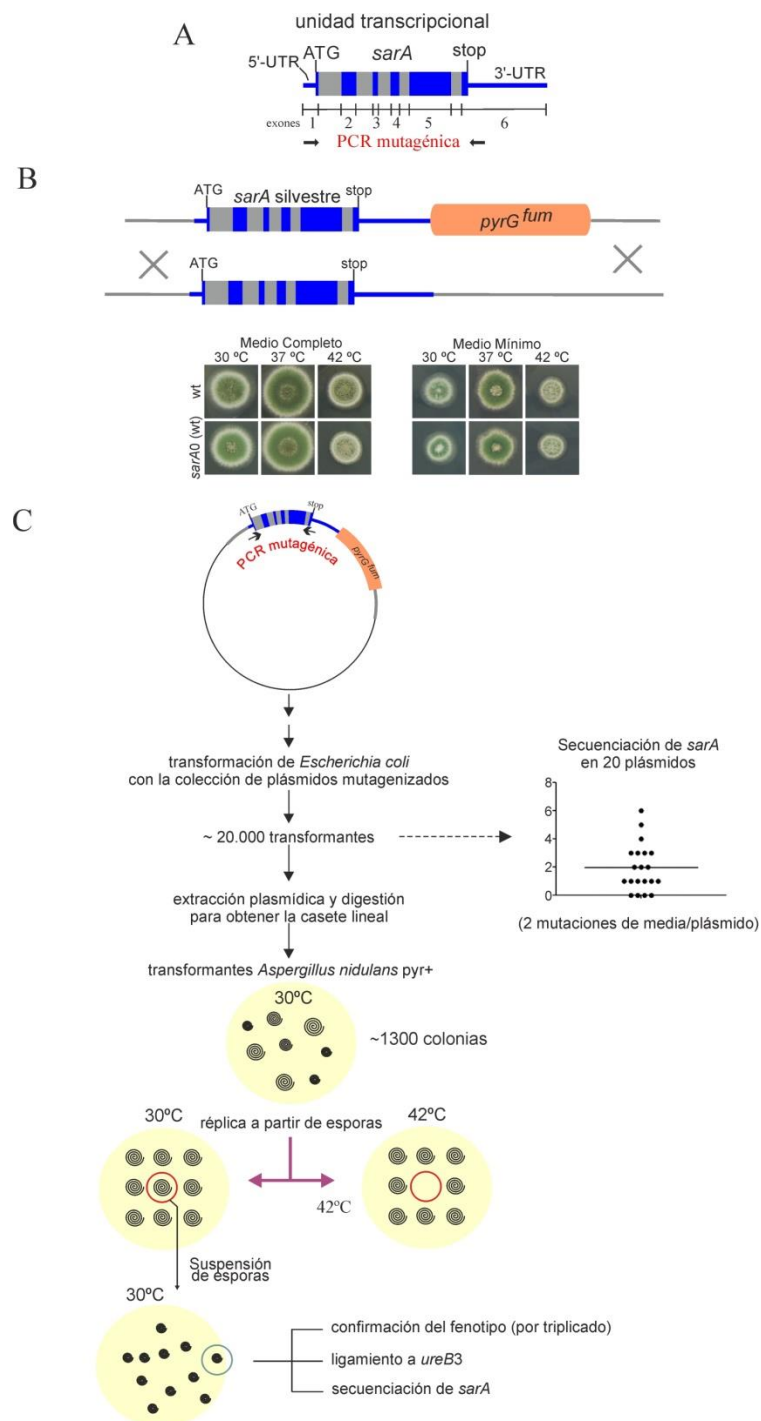 A
unidad transcripcional
5'-UTR
ATG
sarA
stop
3'-UTR
exones
1 2 3 4 5 6
PCR mutagénica
B
ATG
sarA silvestre
stop
pyrG fum
ATG
stop
Medio Completo
30 ºC 37 ºC 42 ºC
Medio Mínimo
30 ºC 37 ºC 42 ºC
wt
sarA0 (wt)
C
ATG
stop
PCR mutagénica
pyrG fum
transformación de Escherichia coli
con la colección de plásmidos mutagenizados
~ 20.000 transformantes
Secuenciación de sarA
en 20 plásmidos
8
6
4
2
0
(2 mutaciones de media/plásmido)
extracción plasmídica y digestión
para obtener la casete lineal
transformantes Aspergillus nidulans pyr+
30ºC
~1300 colonias
30ºC
réplica a partir de esporas
42ºC
42ºC
Suspensión
de esporas
30ºC
confirmación del fenotipo (por triplicado)
ligamiento a ureB3
secuenciación de sarA